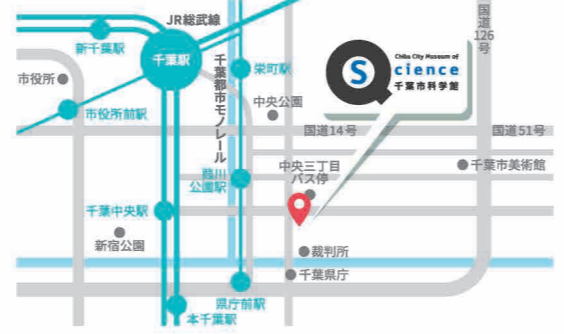 JR総武線
新千葉駅
千葉駅
国道
126
号
Chiba City Museum of
S
cience
千葉市科学館
市役所
千葉都市モノレール
栄町駅
中央公園
市役所前駅
国道14号
国道51号
中央三丁目
バス停
千葉市美術館
葭川
公園駅
千葉中央駅
新宿公園
裁判所
千葉県庁
県庁前駅
本千葉駅